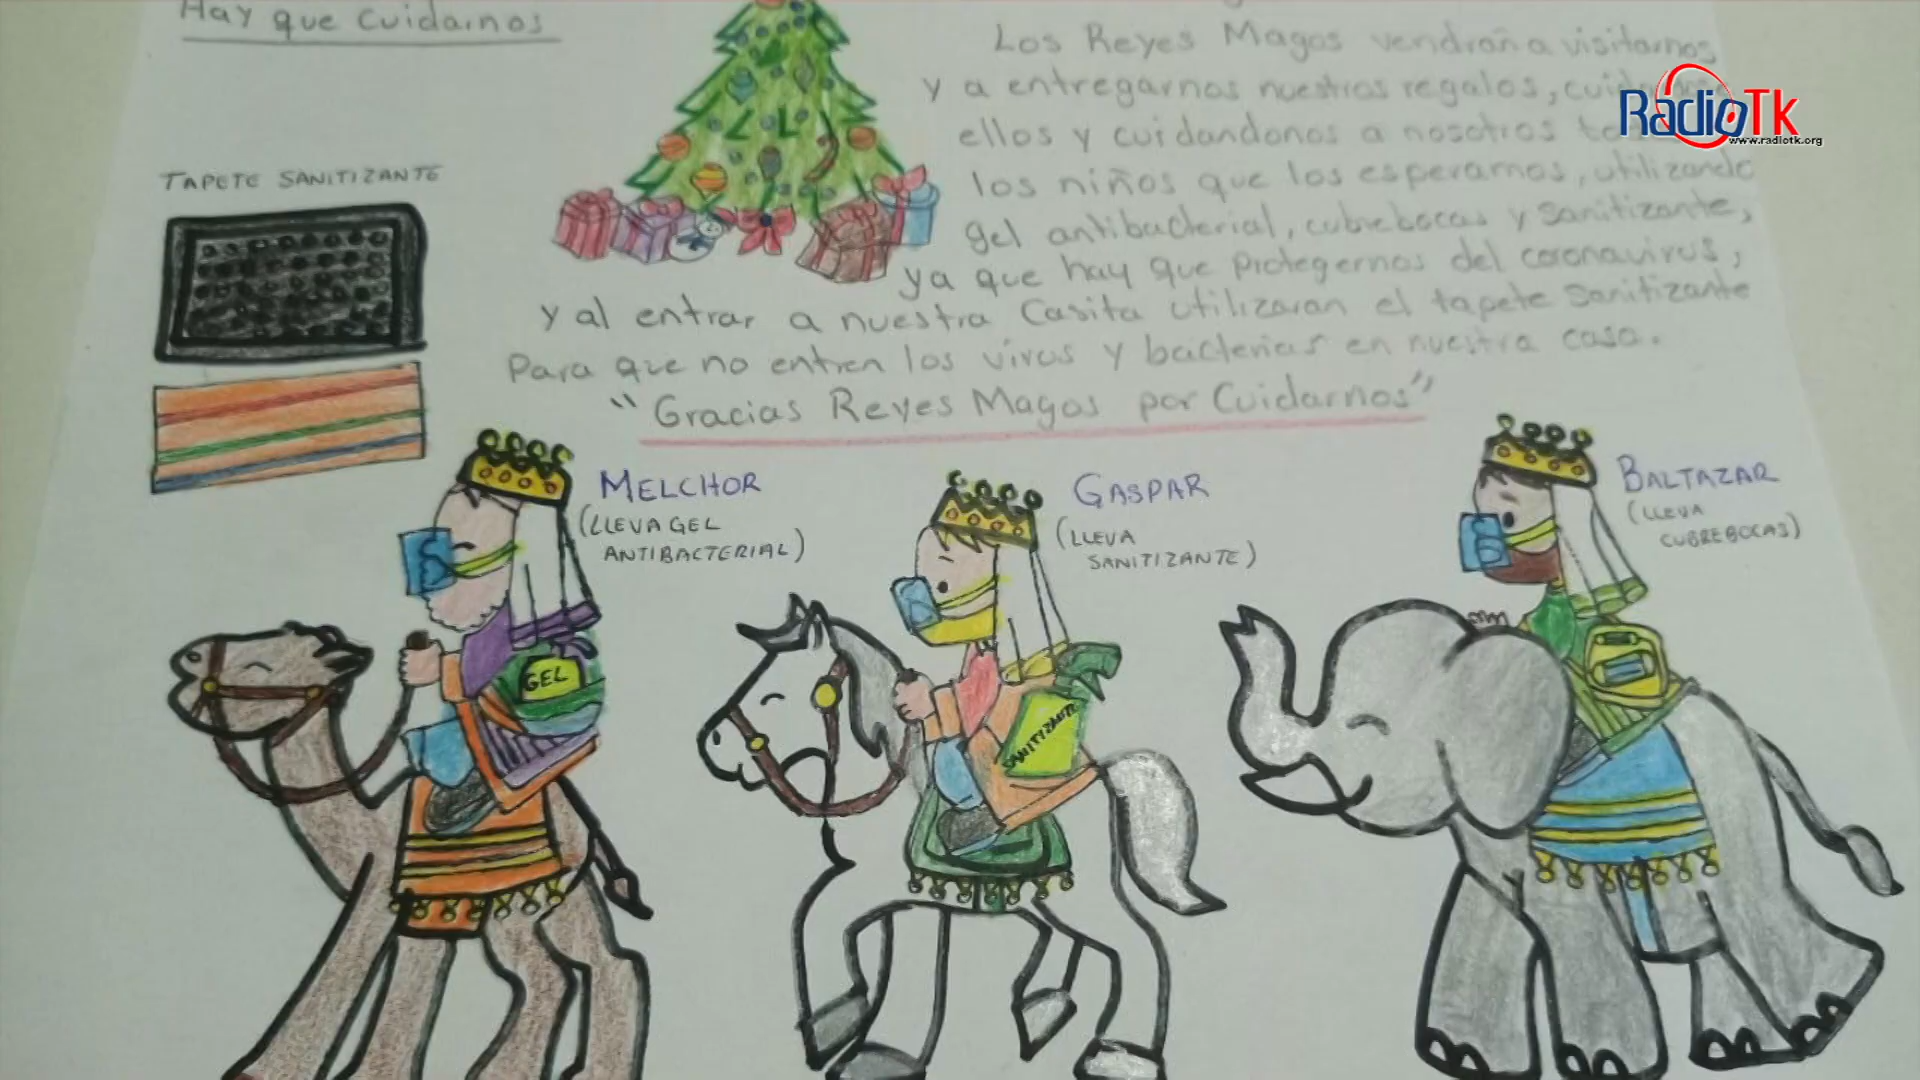 Hay que Cuidarnos
Los Reyes Magos vendran a visitarnos
y a entregarnos nuestros regalos,
ellos y cuidandonos a nosotros
los niños que los esperamos, utilizando
gel antibacterial, cubrebocas y sanitizante,
ya que hay que protegernos del coronavirus,
y al entrar a nuestra Casita utilizaran el tapete Sanitizante
Para que no entren los virus y bacterias en nuestra casa.
"Gracias Reyes Magos por Cuidarnos"
TAPETE SANITIZANTE
MELCHOR
(LLEVA GEL
ANTIBACTERIAL)
GASPAR
(LLEVA
SANITIZANTE)
BALTAZAR
(LLEVA
CUBREBOCAS)
GEL
SANITIZANTE
RadioTk
www.radiotk.org